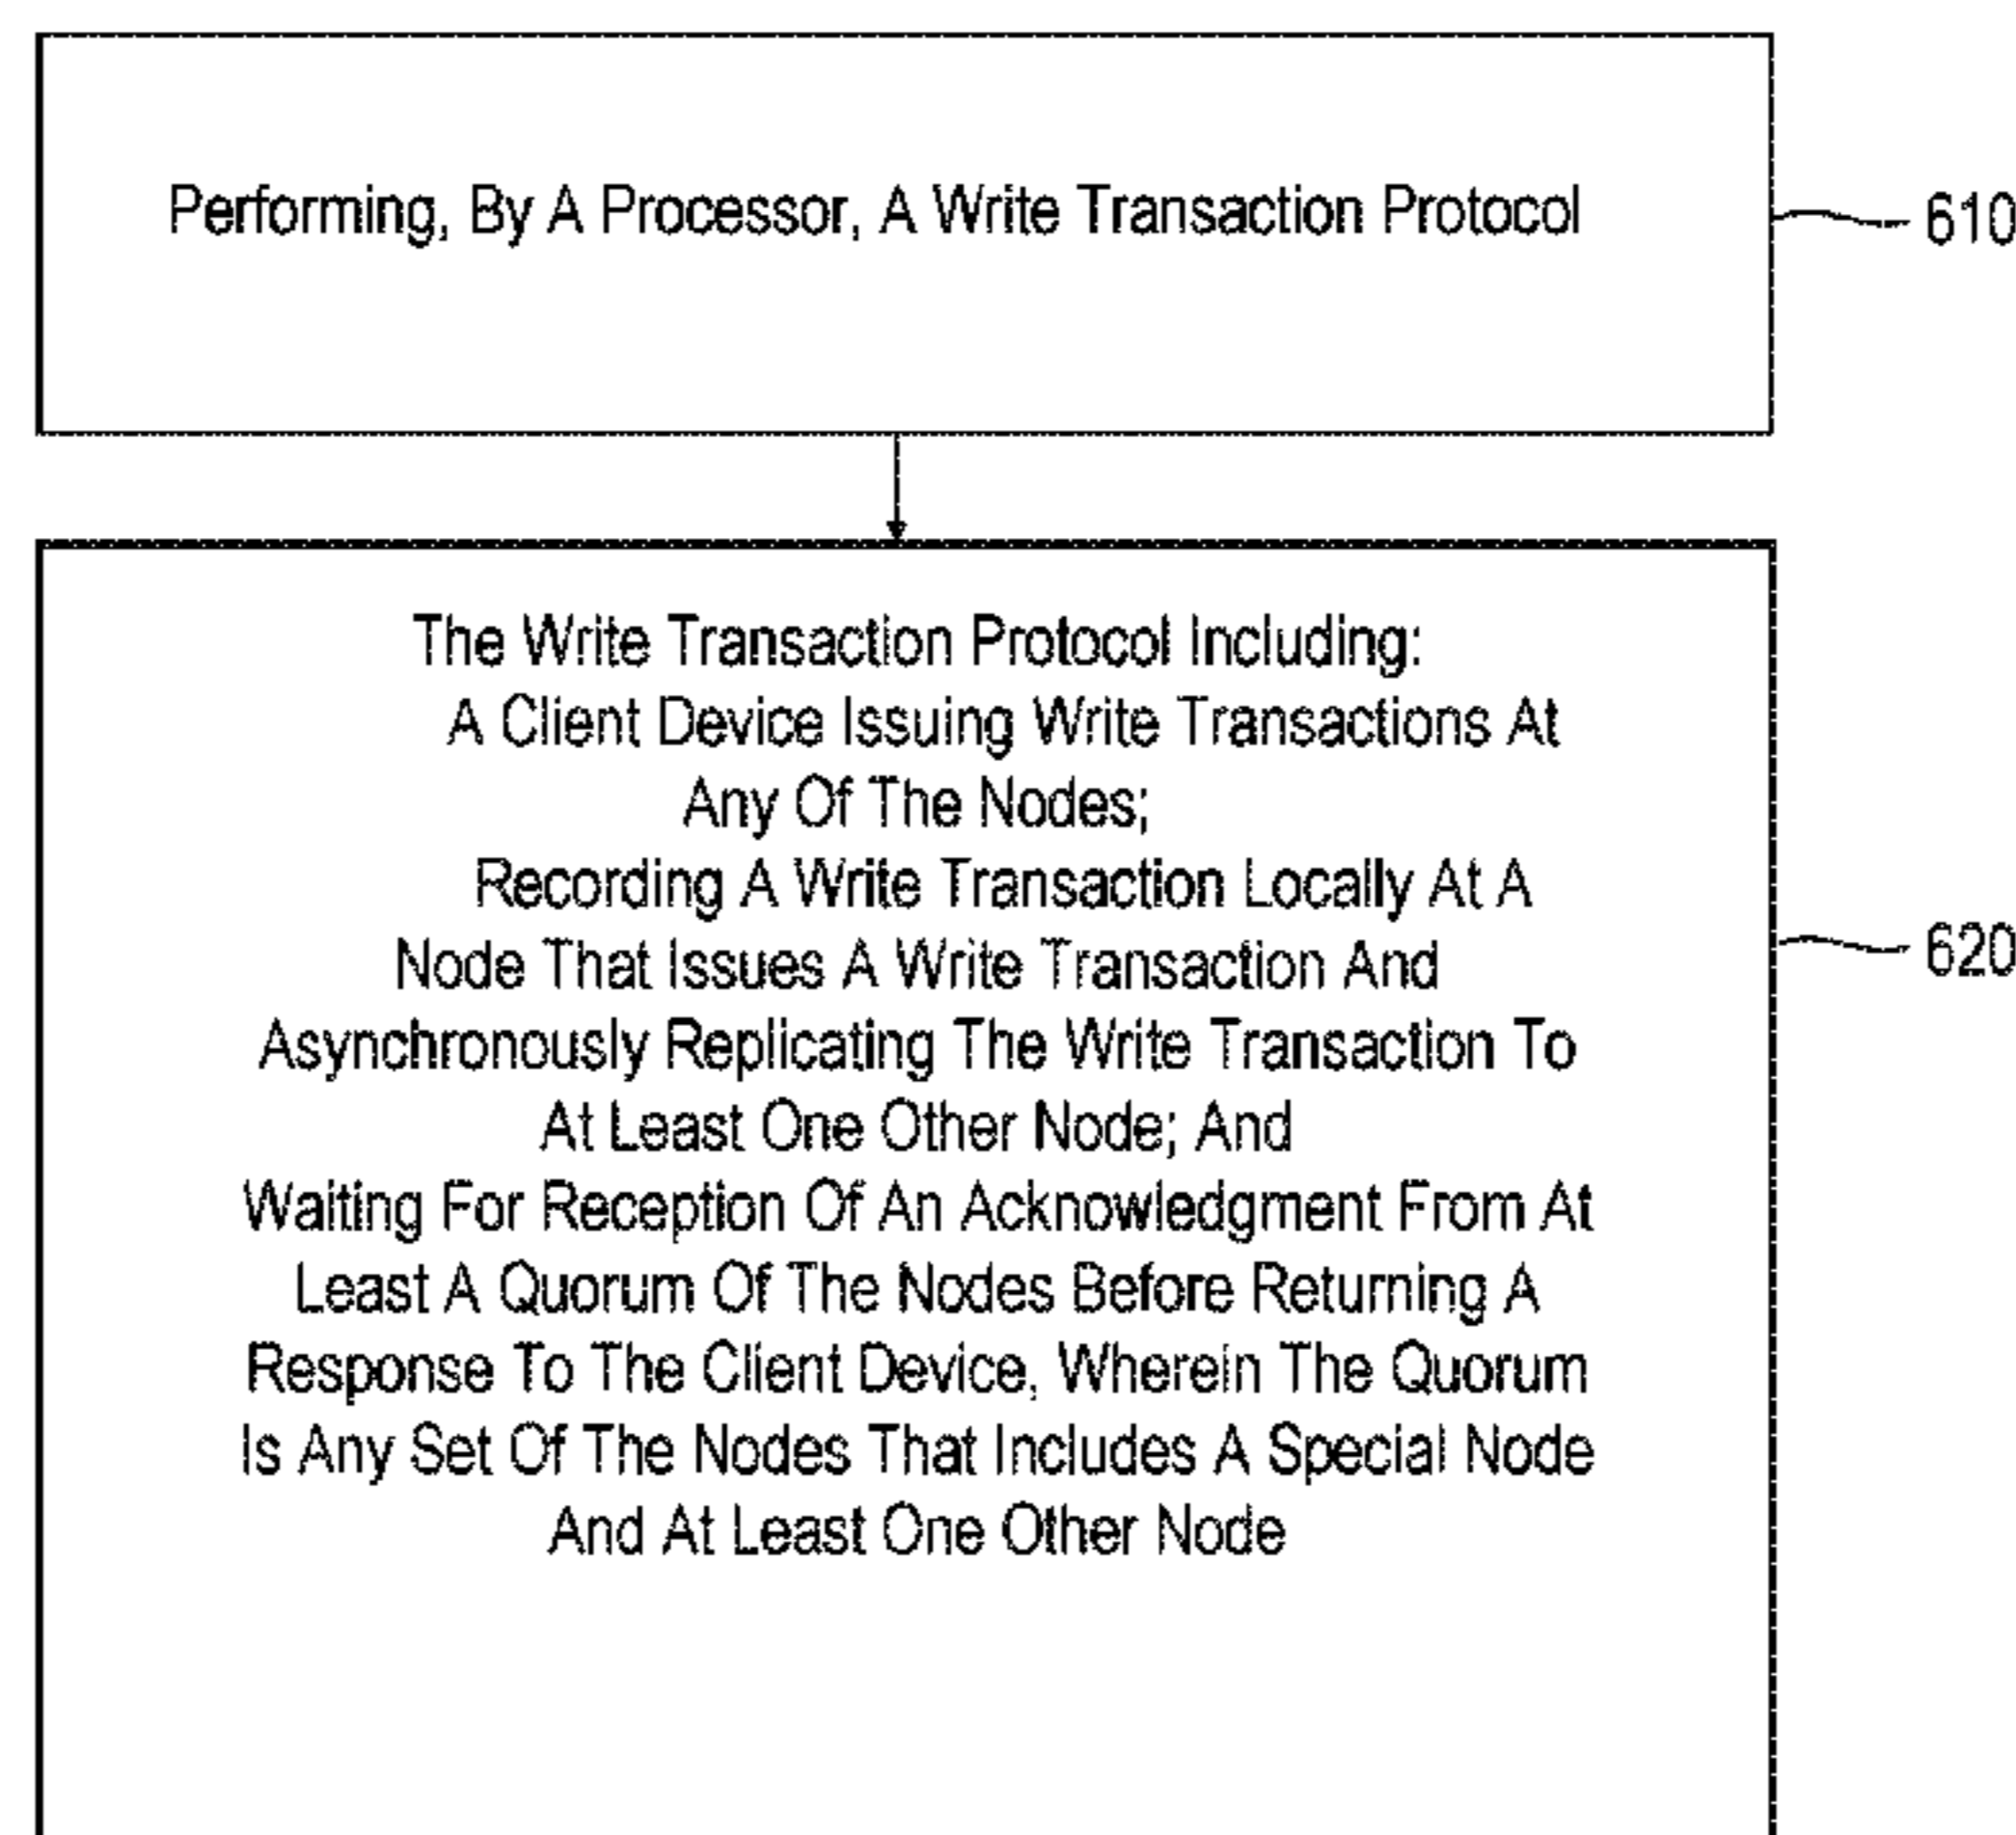 Performing, By A Processor, A Write Transaction Protocol
610
The Write Transaction Protocol Including:
A Client Device Issuing Write Transactions At
Any Of The Nodes;
Recording A Write Transaction Locally At A
Node That Issues A Write Transaction And
Asynchronously Replicating The Write Transaction To
At Least One Other Node; And
Waiting For Reception Of An Acknowledgment From At
Least A Quorum Of The Nodes Before Returning A
Response To The Client Device, Wherein The Quorum
Is Any Set Of The Nodes That Includes A Special Node
And At Least One Other Node
620